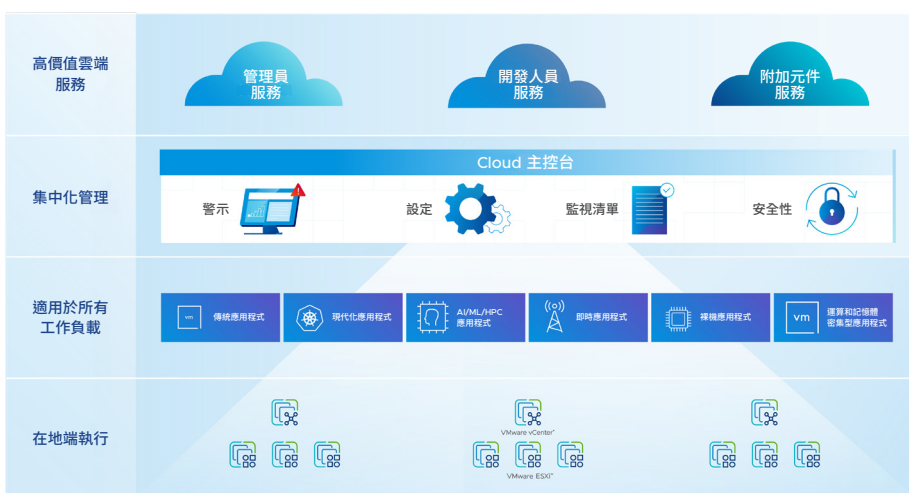 高價值雲端
服務
管理員
服務
開發人員
服務
附加元件
服務
集中化管理
Cloud 主控台
警示
設定
監視清單
安全性
適用於所有
工作負載
vm
傳統應用程式
現代化應用程式
AI/ML/HPC
應用程式
即時應用程式
裸機應用程式
vm
運算和記憶體
密集型應用程式
在地端執行
VMware vCenter®
VMware ESXi™